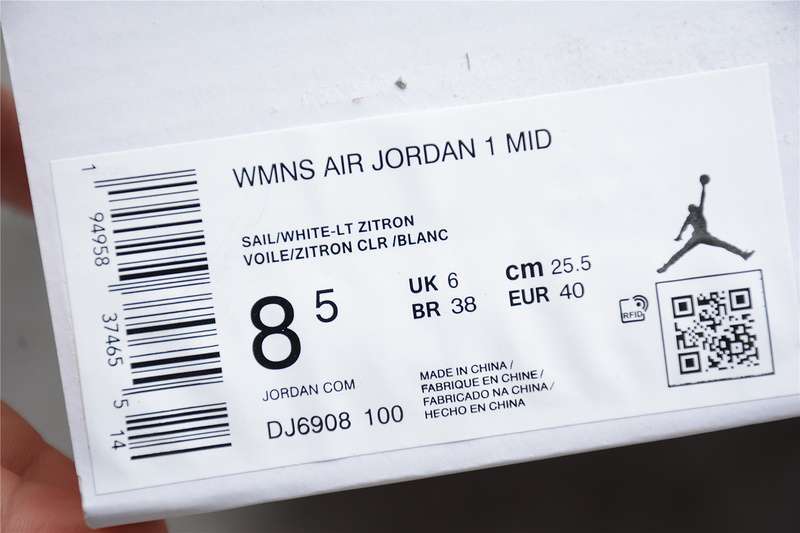 WMNS AIR JORDAN 1 MID
SAIL/WHITE-LT ZITRON
VOILE/ZITRON CLR /BLANC
8 5
UK 6
BR 38
cm 25.5
EUR 40
RFID
JORDAN COM
DJ6908 100
MADE IN CHINA /
FABRIQUE EN CHINE /
FABRICADO NA CHINA /
HECHO EN CHINA
1 94958 37465 5 14